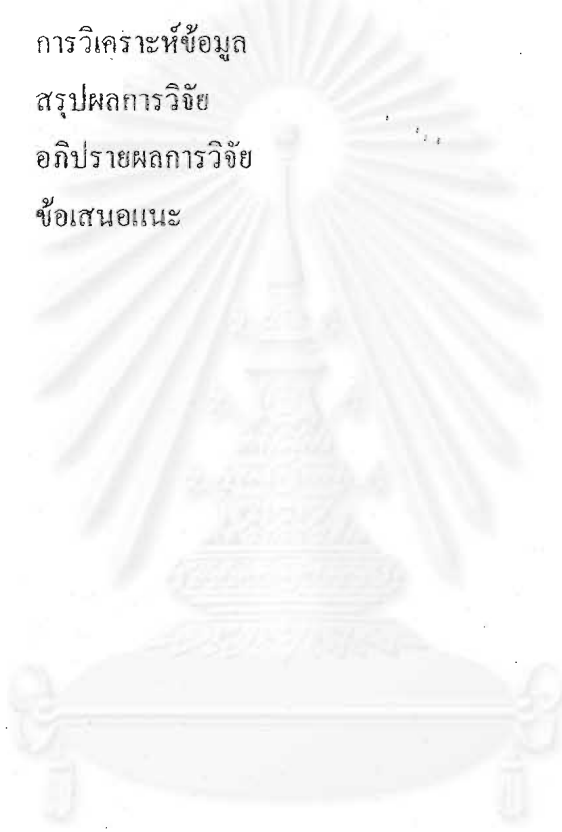 การวิเคราะห์ข้อมูล
สรุปผลการวิจัย
อภิปรายผลการวิจัย
ข้อเสนอแนะ